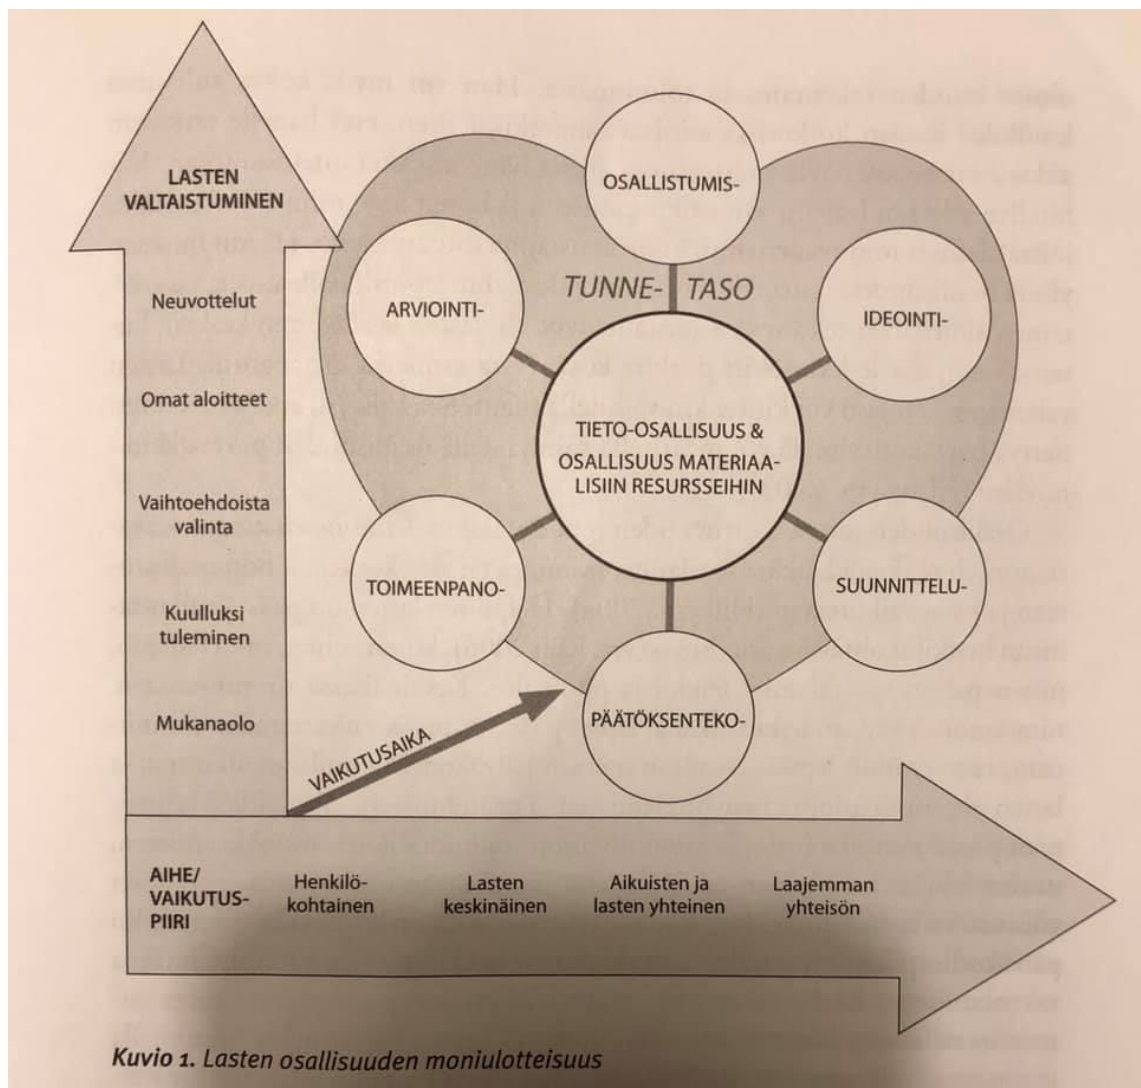 LASTEN
VALTAISTUMINEN
Neuvottelut
Omat aloitteet
Vaihtoehdoista
valinta
Kuulluksi
tuleminen
Mukanaolo
OSALLISTUMIS-
ARVIOINTI-
TUNNE- TASO
IDEOINTI-
TIETO-OSALLISUUS &
OSALLISUUS MATERIAA-
LISIIN RESURSSEIHIN
TOIMEENPANO-
SUUNNITTELU-
PÄÄTÖKSENTEKO-
VAIKUTUSAIKA
AIHE/
VAIKUTUS-
PIIRI
Henkilö-
kohtainen
Lasten
keskinäinen
Aikuisten ja
lasten yhteinen
Laajemman
yhteisön
Kuvio 1. Lasten osallisuuden moniulotteisuus